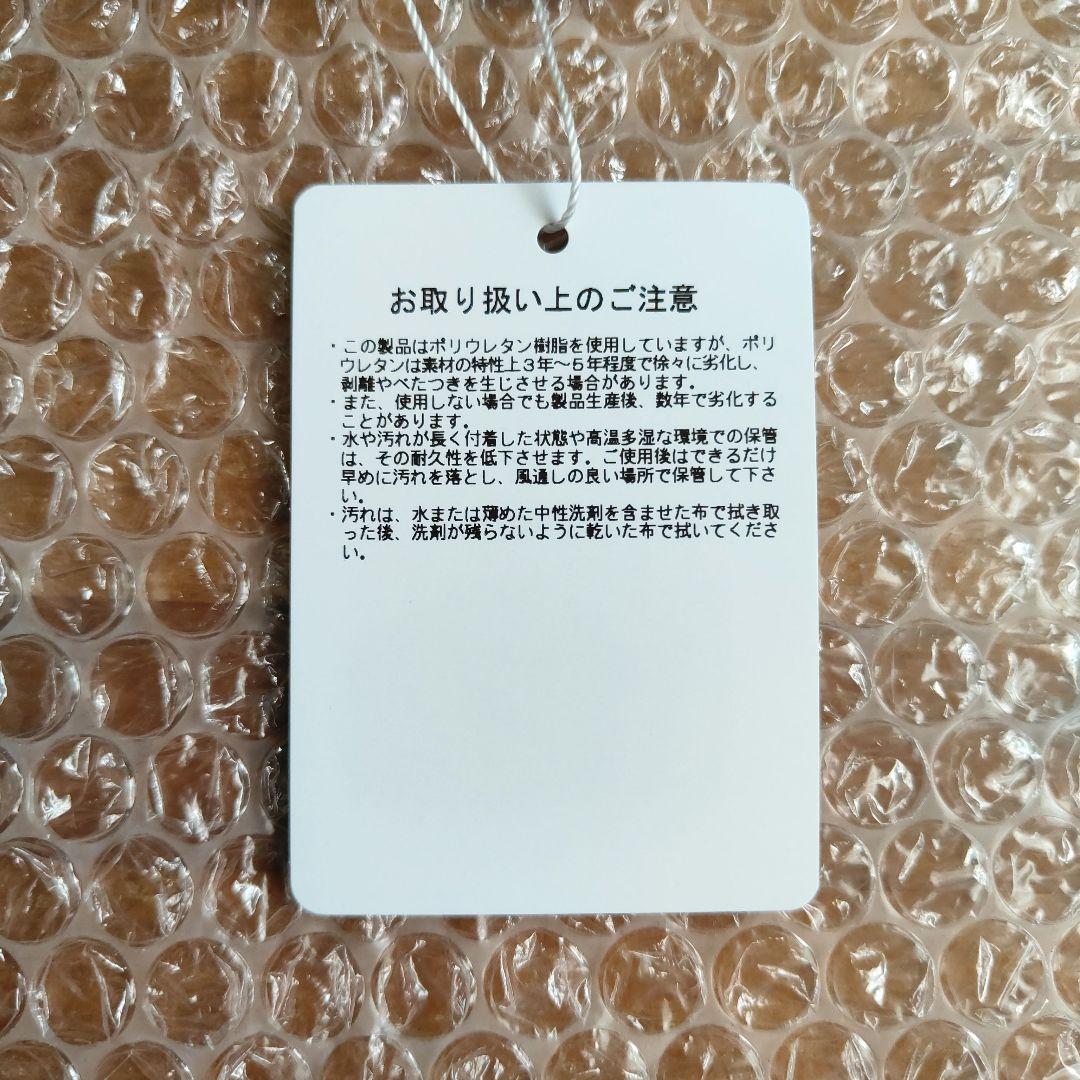 お取り扱い上のご注意
・この製品はポリウレタン樹脂を使用していますが、ポリ
ウレタンは素材の特性上３年～５年程度で徐々に劣化し、
剥離やべたつきを生じさせる場合があります。
・また、使用しない場合でも製品生産後、数年で劣化する
ことがあります。
・水や汚れが長く付着した状態や高温多湿な環境での保管
は、その耐久性を低下させます。ご使用後はできるだけ
早めに汚れを落とし、風通しの良い場所で保管して下さ
い。
・汚れは、水または薄めた中性洗剤を含ませた布で拭き取
った後、洗剤が残らないように乾いた布で拭いてくださ
い。